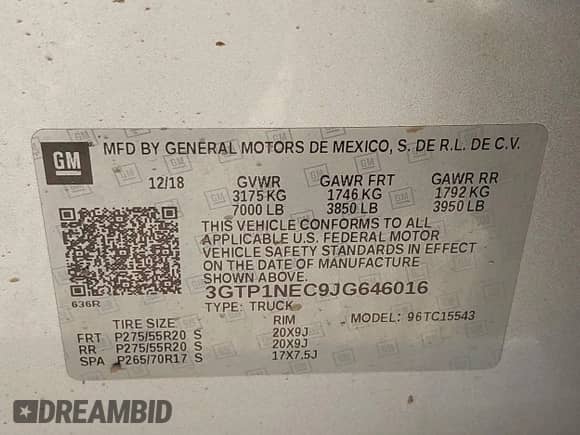 GM
MFD BY GENERAL MOTORS DE MEXICO, S. DE R.L. DE C.V.
12/18 GVWR GAWR FRT GAWR RR
3175 KG 1746 KG 1792 KG
7000 LB 3850 LB 3950 LB
THIS VEHICLE CONFORMS TO ALL
APPLICABLE U.S. FEDERAL MOTOR
VEHICLE SAFETY STANDARDS IN EFFECT
ON THE DATE OF MANUFACTURE
SHOWN ABOVE.
636R
3GTP1NEC9JG646016
TYPE: TRUCK
MODEL: 96TC15543
TIRE SIZE RIM
FRT P275/55R20 S 20X9J
RR P275/55R20 S 20X9J
SPA P265/70R17 S 17X7.5J
DREAMBID